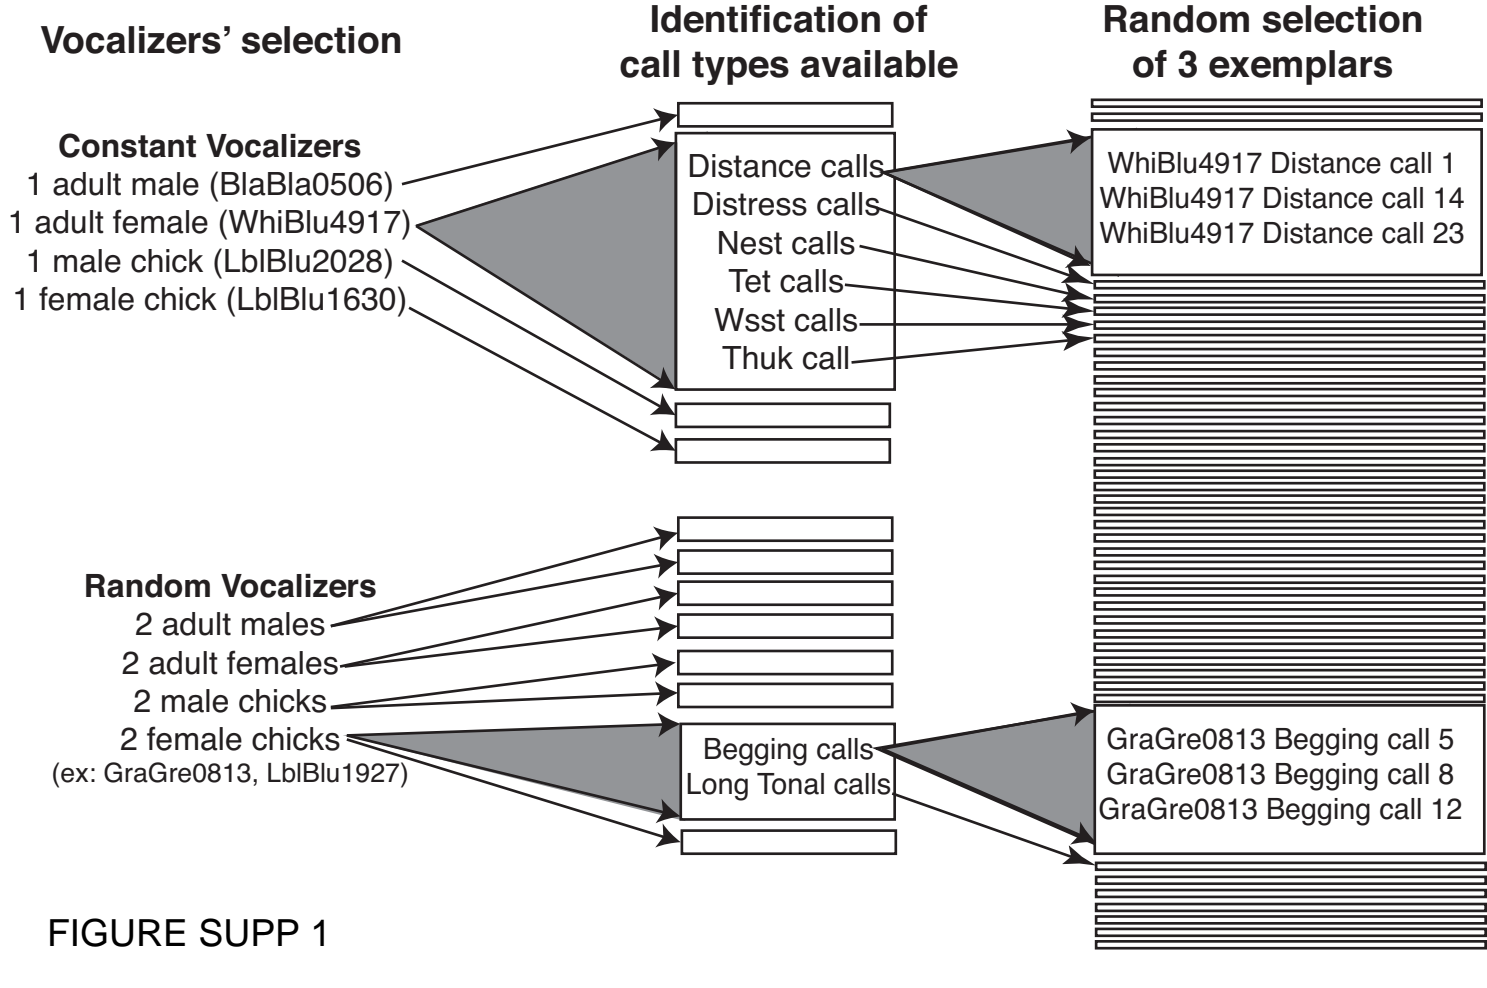 Vocalizers’ selection
Identification of
call types available
Random selection
of 3 exemplars
Constant Vocalizers
1 adult male (BlaBla0506)
1 adult female (WhiBlu4917)
1 male chick (LblBlu2028)
1 female chick (LblBlu1630)
Distance calls
Distress calls
Nest calls
Tet calls
Wsst calls
Thuk call
WhiBlu4917 Distance call 1
WhiBlu4917 Distance call 14
WhiBlu4917 Distance call 23
Random Vocalizers
2 adult males
2 adult females
2 male chicks
2 female chicks
(ex: GraGre0813, LblBlu1927)
Begging calls
Long Tonal calls
GraGre0813 Begging call 5
GraGre0813 Begging call 8
GraGre0813 Begging call 12
FIGURE SUPP 1